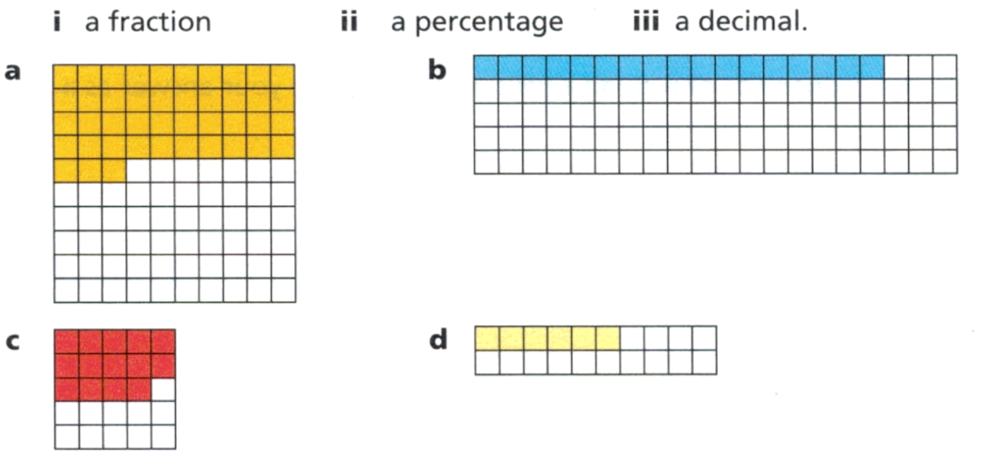 i a fraction ii a percentage iii a decimal.
a b
c d